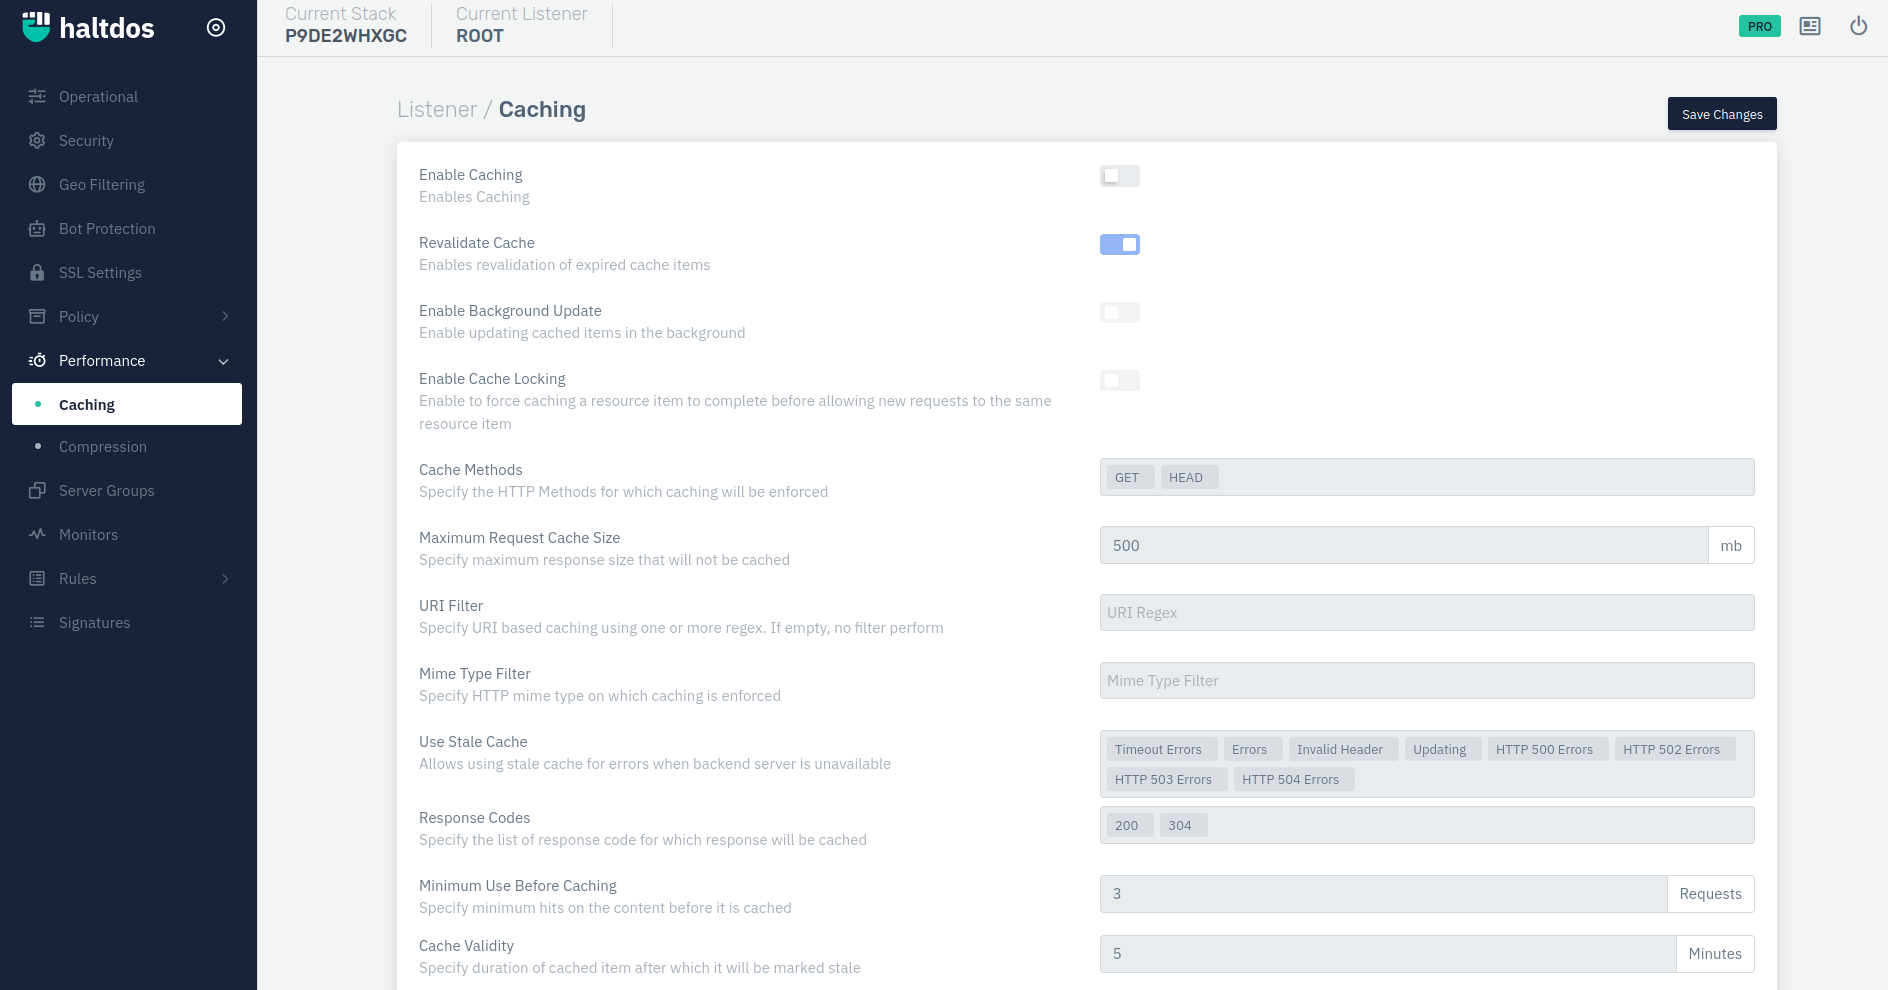 haltdos
Current Stack
P9DE2WHXGC
Current Listener
ROOT
PRO
Operational
Security
Geo Filtering
Bot Protection
SSL Settings
Policy
Performance
Caching
Compression
Server Groups
Monitors
Rules
Signatures
Listener / Caching
Save Changes
Enable Caching
Enables Caching
Revalidate Cache
Enables revalidation of expired cache items
Enable Background Update
Enable updating cached items in the background
Enable Cache Locking
Enable to force caching a resource item to complete before allowing new requests to the same
resource item
Cache Methods
Specify the HTTP Methods for which caching will be enforced
GET HEAD
Maximum Request Cache Size
Specify maximum response size that will not be cached
500 mb
URI Filter
Specify URI based caching using one or more regex. If empty, no filter perform
URI Regex
Mime Type Filter
Specify HTTP mime type on which caching is enforced
Mime Type Filter
Use Stale Cache
Allows using stale cache for errors when backend server is unavailable
Timeout Errors Errors Invalid Header Updating HTTP 500 Errors HTTP 502 Errors
HTTP 503 Errors HTTP 504 Errors
Response Codes
Specify the list of response code for which response will be cached
200 304
Minimum Use Before Caching
Specify minimum hits on the content before it is cached
3 Requests
Cache Validity
Specify duration of cached item after which it will be marked stale
5 Minutes